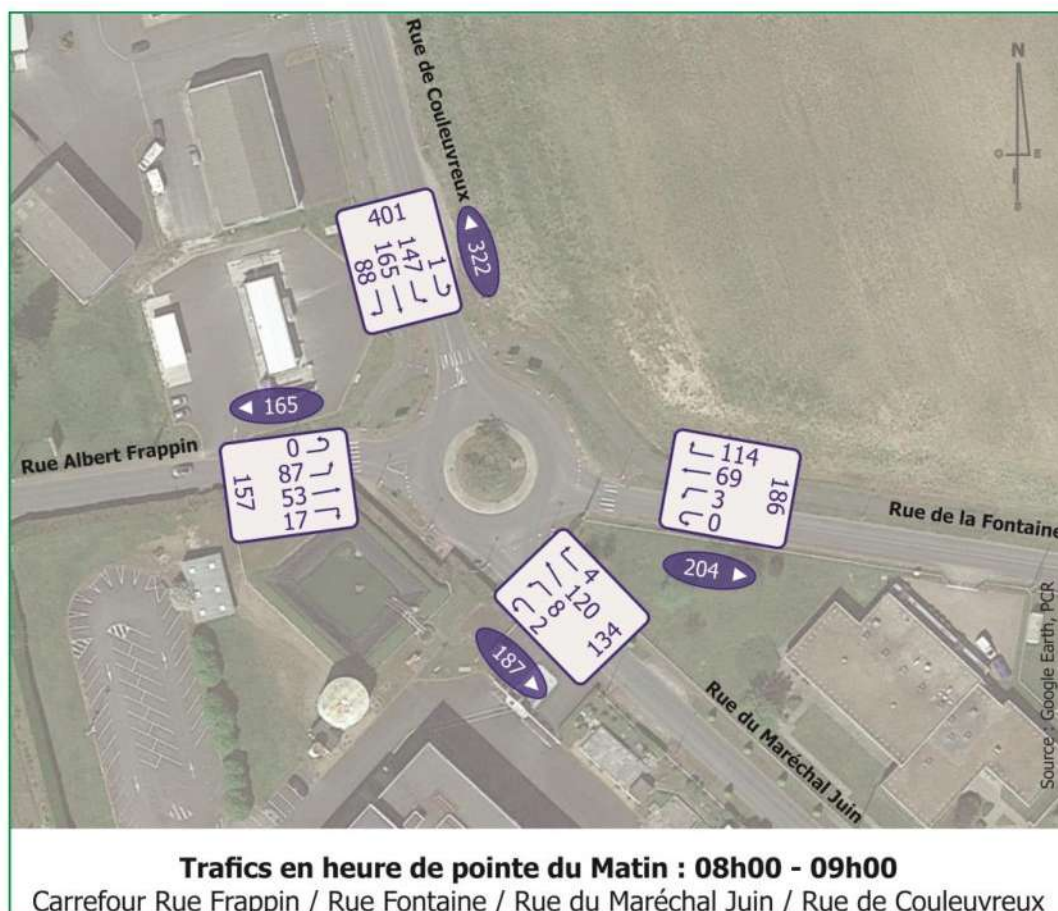 Rue de Couleuvreux
N
O
E
S
401
1
147
165
88
322
165
Rue Albert Frappin
157
0
87
53
17
114
69
3
0
186
Rue de la Fontaine
204
4
120
8
2
134
187
Rue du Maréchal Juin
Source : Google Earth, PCR
Trafics en heure de pointe du Matin : 08h00 - 09h00
Carrefour Rue Frappin / Rue Fontaine / Rue du Maréchal Juin / Rue de Couleuvreux